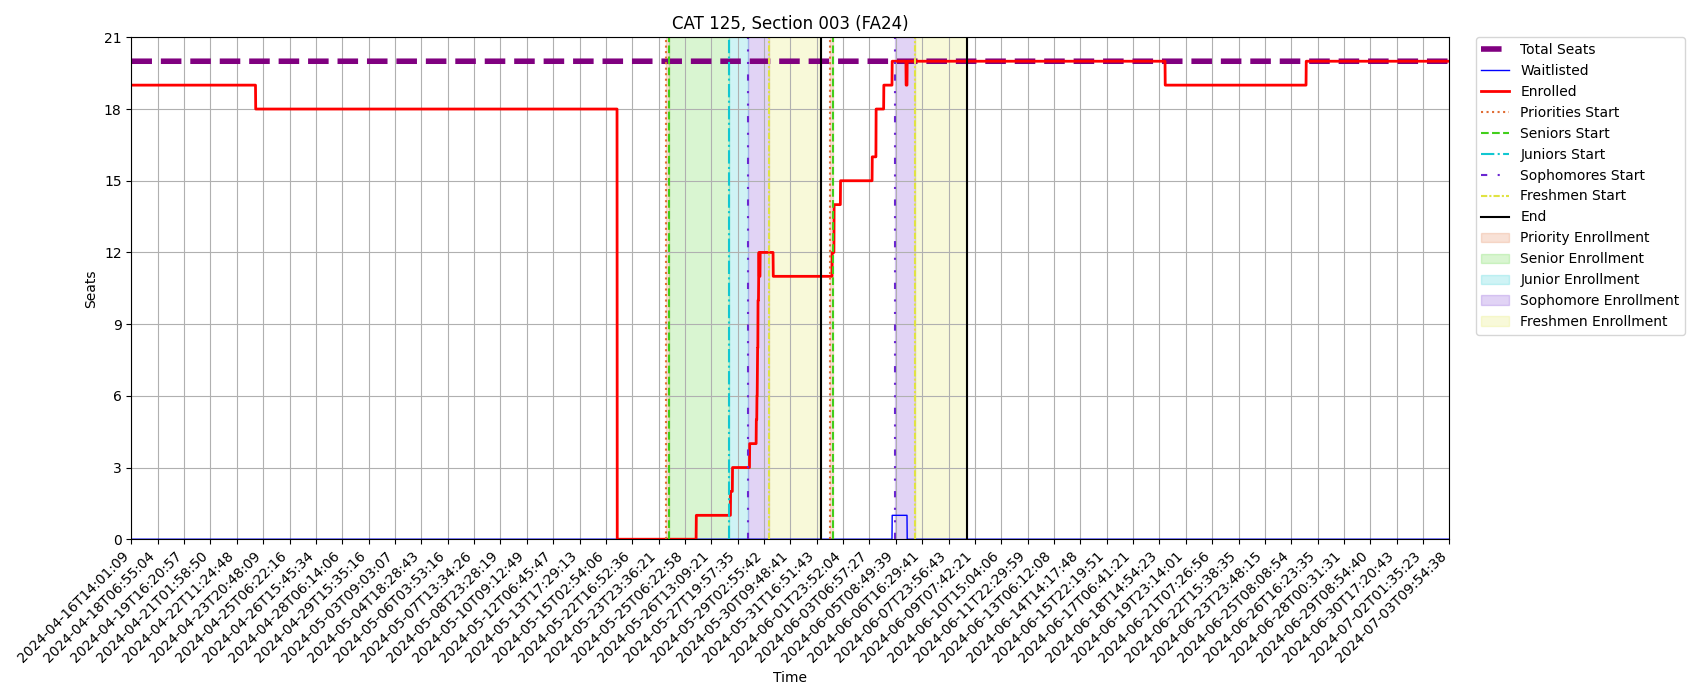 CAT 125, Section 003 (FA24)
21
18
15
12
9
6
3
0
Seats
2024-04-16T14:01:09
2024-04-18T06:55:04
2024-04-19T16:20:57
2024-04-21T01:58:50
2024-04-22T11:24:48
2024-04-23T20:48:09
2024-04-25T06:22:16
2024-04-26T15:45:34
2024-04-28T06:14:06
2024-04-29T15:35:16
2024-05-03T09:03:07
2024-05-04T18:28:43
2024-05-06T03:53:16
2024-05-07T13:34:26
2024-05-08T23:28:19
2024-05-10T09:12:49
2024-05-12T06:45:47
2024-05-13T17:29:13
2024-05-15T02:54:06
2024-05-22T16:52:36
2024-05-23T23:36:21
2024-05-25T06:22:58
2024-05-26T13:09:21
2024-05-27T19:57:35
2024-05-29T02:55:42
2024-05-30T09:48:41
2024-05-31T16:51:43
2024-06-01T23:52:04
2024-06-03T06:57:27
2024-06-05T08:49:39
2024-06-06T16:29:41
2024-06-07T23:56:43
2024-06-09T07:42:21
2024-06-10T15:04:06
2024-06-11T22:29:59
2024-06-13T06:12:08
2024-06-14T14:17:48
2024-06-15T22:19:51
2024-06-17T06:41:21
2024-06-18T14:54:23
2024-06-19T23:14:01
2024-06-21T07:26:56
2024-06-22T15:38:35
2024-06-23T23:48:15
2024-06-25T08:08:54
2024-06-26T16:23:35
2024-06-28T00:31:31
2024-06-29T08:54:40
2024-06-30T17:20:43
2024-07-02T01:35:23
2024-07-03T09:54:38
Time
Total Seats
Waitlisted
Enrolled
Priorities Start
Seniors Start
Juniors Start
Sophomores Start
Freshmen Start
End
Priority Enrollment
Senior Enrollment
Junior Enrollment
Sophomore Enrollment
Freshmen Enrollment